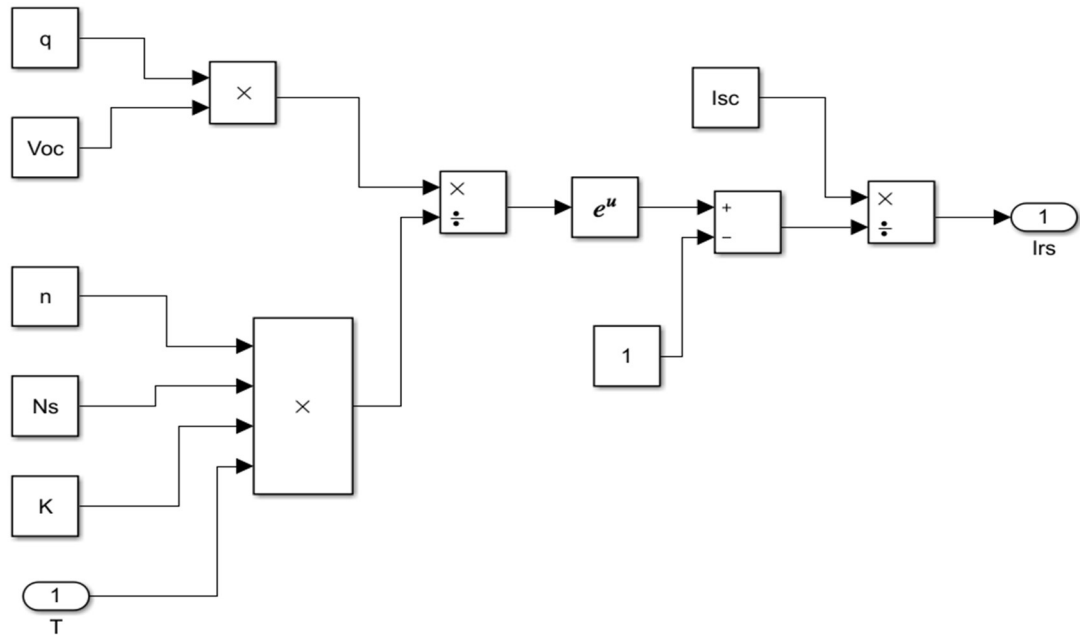 q
Voc
×
Isc
×
÷
e^u
+
−
×
÷
1
Irs
n
Ns
K
×
1
1
T